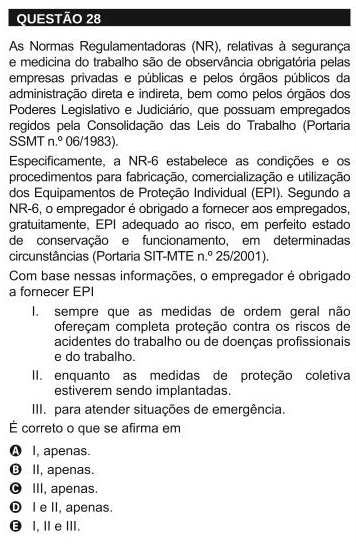 QUESTÃO 28
As Normas Regulamentadoras (NR), relativas à segurança
e medicina do trabalho são de observância obrigatória pelas
empresas privadas e públicas e pelos órgãos públicos da
administração direta e indireta, bem como pelos órgãos dos
Poderes Legislativo e Judiciário, que possuam empregados
regidos pela Consolidação das Leis do Trabalho (Portaria
SSMT n.º 06/1983).
Especificamente, a NR-6 estabelece as condições e os
procedimentos para fabricação, comercialização e utilização
dos Equipamentos de Proteção Individual (EPI). Segundo a
NR-6, o empregador é obrigado a fornecer aos empregados,
gratuitamente, EPI adequado ao risco, em perfeito estado
de conservação e funcionamento, em determinadas
circunstâncias (Portaria SIT-MTE n.º 25/2001).
Com base nessas informações, o empregador é obrigado
a fornecer EPI
I. sempre que as medidas de ordem geral não
ofereçam completa proteção contra os riscos de
acidentes do trabalho ou de doenças profissionais
e do trabalho.
II. enquanto as medidas de proteção coletiva
estiverem sendo implantadas.
III. para atender situações de emergência.
É correto o que se afirma em
A I, apenas.
B II, apenas.
C III, apenas.
D I e II, apenas.
E I, II e III.